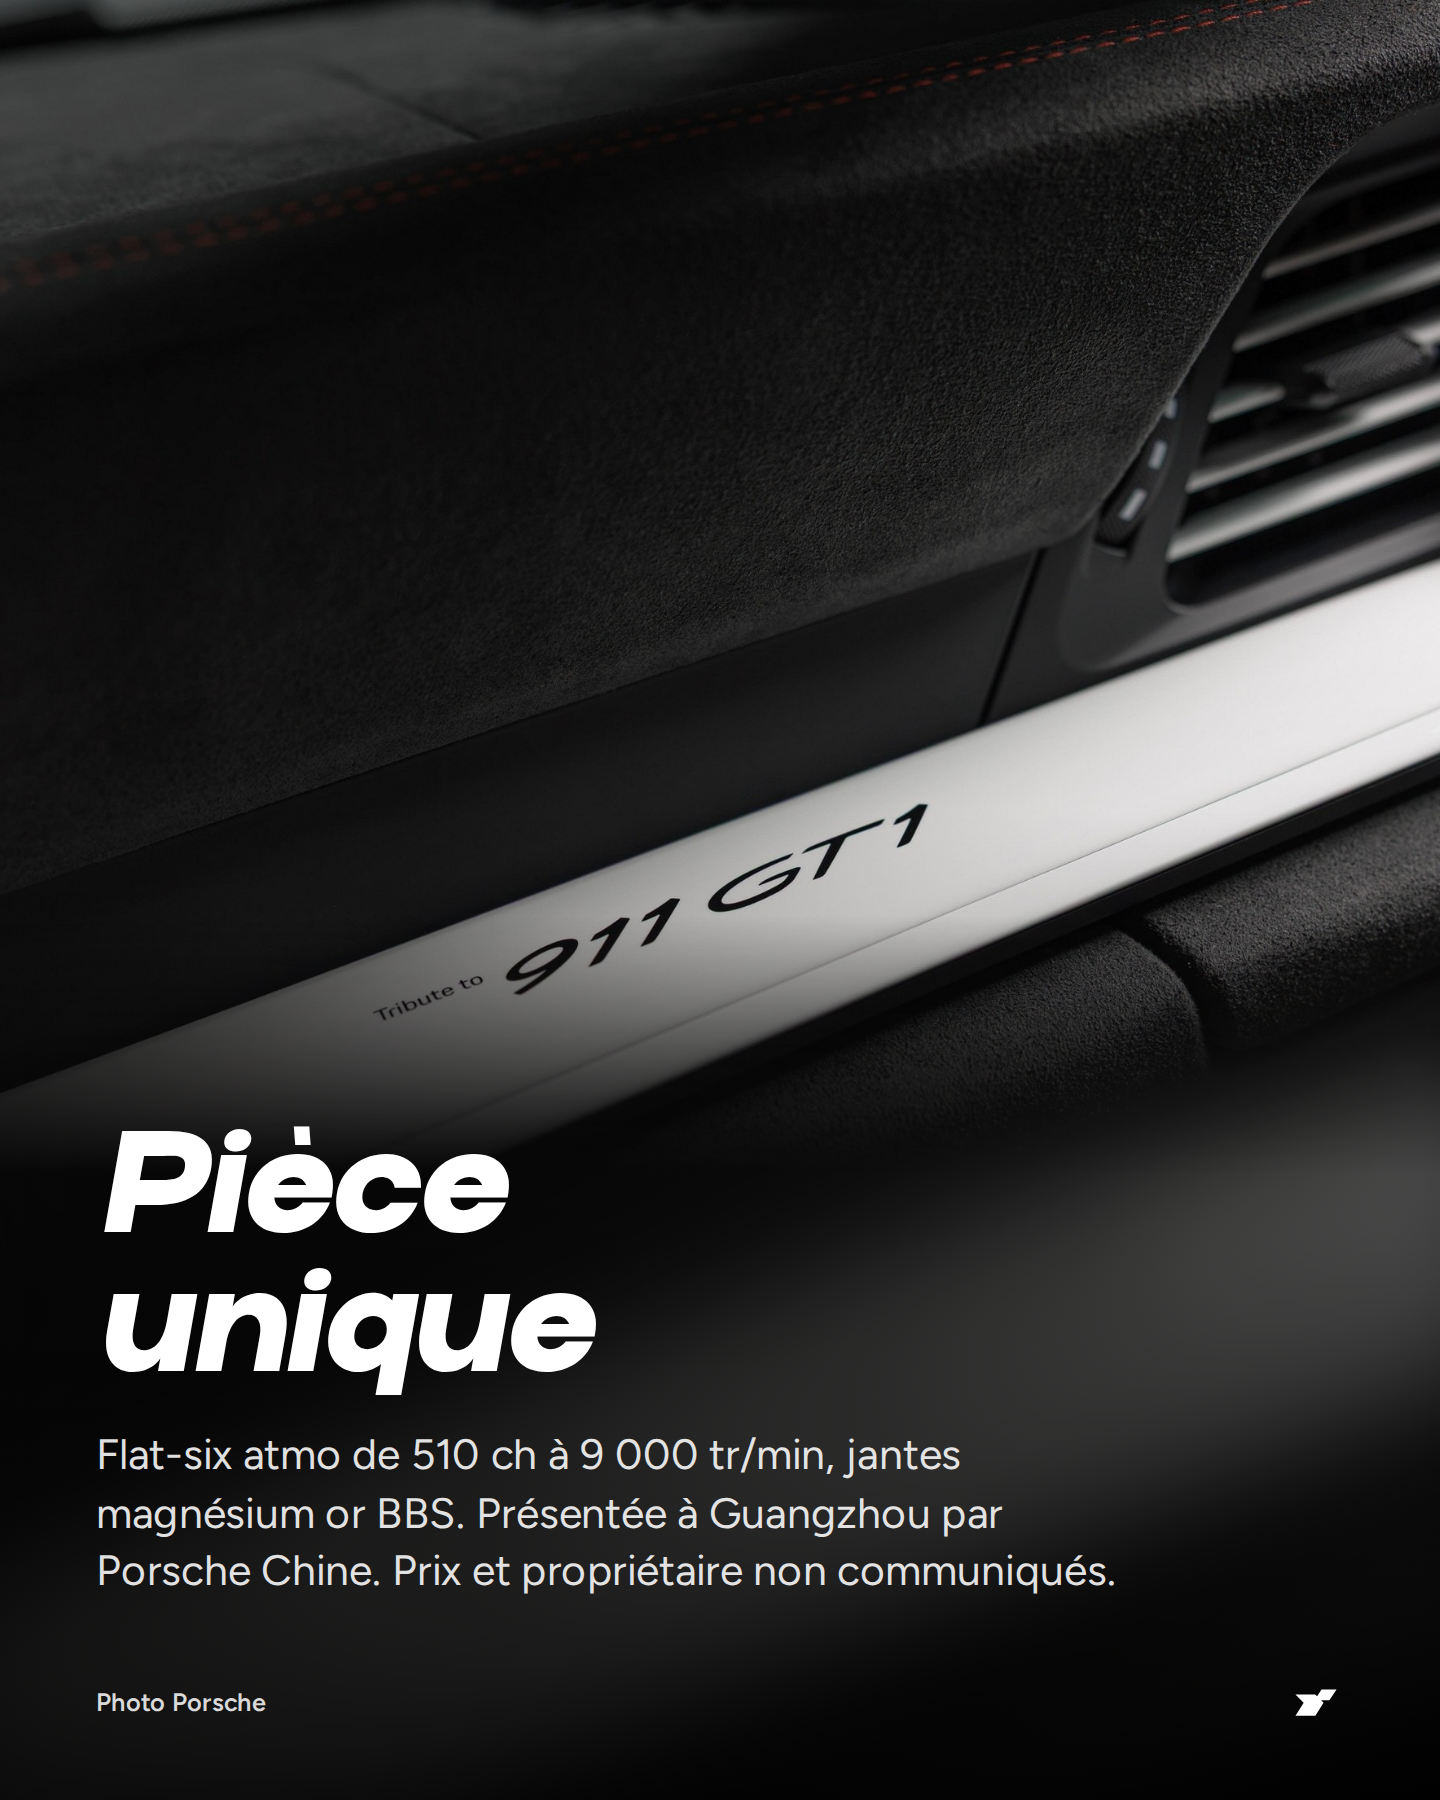 Tribute to 911 GT1
Pièce
unique
Flat-six atmo de 510 ch à 9 000 tr/min, jantes
magnésium or BBS. Présentée à Guangzhou par
Porsche Chine. Prix et propriétaire non communiqués.
Photo Porsche